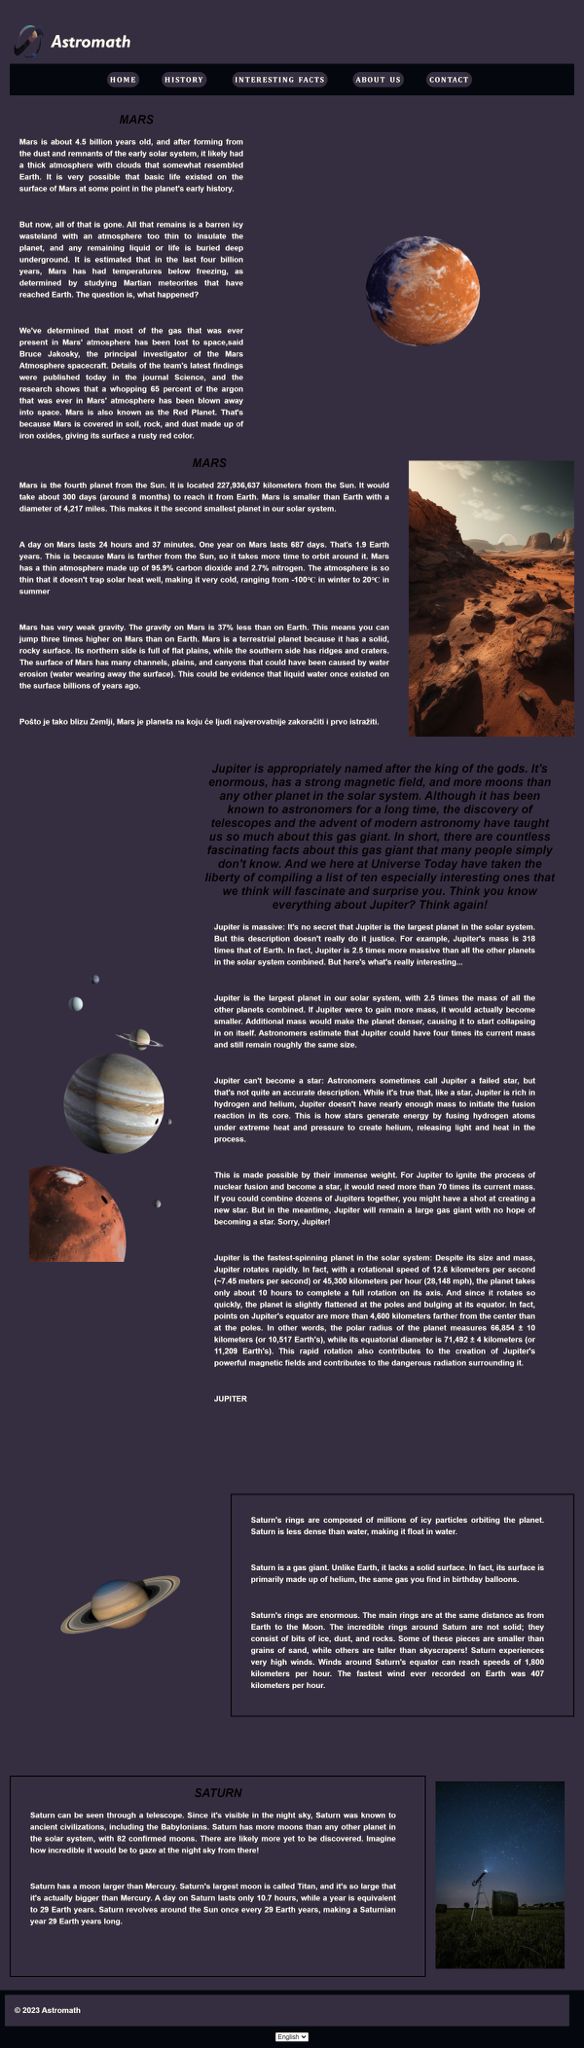 Astromath
HOME
HISTORY
INTERESTING FACTS
ABOUT US
CONTACT
MARS
Mars is about 4.5 billion years old, and after forming from
the dust and remnants of the early solar system, it likely had
a thick atmosphere with clouds that somewhat resembled
Earth. It is very possible that basic life existed on the
surface of Mars at some point in the planet's early history.
But now, all of that is gone. All that remains is a barren icy
wasteland with an atmosphere too thin to insulate the
planet, and any remaining liquid or life is buried deep
underground. It is estimated that in the last four billion
years, Mars has had temperatures below freezing, as
determined by studying Martian meteorites that have
reached Earth. The question is, what happened?
We've determined that most of the gas that was ever
present in Mars' atmosphere has been lost to space,said
Bruce Jakosky, the principal investigator of the Mars
Atmosphere spacecraft. Details of the team's latest findings
were published today in the journal Science, and the
research shows that a whopping 65 percent of the argon
that was ever in Mars' atmosphere has been blown away
into space. Mars is also known as the Red Planet. That's
because Mars is covered in soil, rock, and dust made up of
iron oxides, giving its surface a rusty red color.
MARS
Mars is the fourth planet from the Sun. It is located 227,936,637 kilometers from the Sun. It would
take about 300 days (around 8 months) to reach it from Earth. Mars is smaller than Earth with a
diameter of 4,217 miles. This makes it the second smallest planet in our solar system.
A day on Mars lasts 24 hours and 37 minutes. One year on Mars lasts 687 days. That's 1.9 Earth
years. This is because Mars is farther from the Sun, so it takes more time to orbit around it. Mars
has a thin atmosphere made up of 95.9% carbon dioxide and 2.7% nitrogen. The atmosphere is
so thin that it doesn't trap solar heat well, making it very cold, ranging from -100℃ in winter to 20℃ in
summer
Mars has very weak gravity. The gravity on Mars is 37% less than on Earth. This means you can
jump three times higher on Mars than on Earth. Mars is a terrestrial planet because it has a solid,
rocky surface. Its northern side is full of flat plains, while the southern side has ridges and craters.
The surface of Mars has many channels, plains, and canyons that could have been caused by water
erosion (water wearing away the surface). This could be evidence that liquid water once existed on
the surface billions of years ago.
Pošto je tako blizu Zemlji, Mars je planeta na koju će ljudi najverovatnije zakoračiti i prvo istražiti.
Jupiter is appropriately named after the king of the gods. It's
enormous, has a strong magnetic field, and more moons than
any other planet in the solar system. Although it has been
known to astronomers for a long time, the discovery of
telescopes and the advent of modern astronomy have taught
us so much about this gas giant. In short, there are countless
fascinating facts about this gas giant that many people simply
don't know. And we here at Universe Today have taken the
liberty of compiling a list of ten especially interesting ones that
we think will fascinate and surprise you. Think you know
everything about Jupiter? Think again!
Jupiter is massive: It's no secret that Jupiter is the largest planet in the solar system.
But this description doesn't really do it justice. For example, Jupiter's mass is 318
times that of Earth. In fact, Jupiter is 2.5 times more massive than all the other planets
in the solar system combined. But here's what's really interesting...
Jupiter is the largest planet in our solar system, with 2.5 times the mass of all the
other planets combined. If Jupiter were to gain more mass, it would actually become
smaller. Additional mass would make the planet denser, causing it to start collapsing
in on itself. Astronomers estimate that Jupiter could have four times its current mass
and still remain roughly the same size.
Jupiter can't become a star: Astronomers sometimes call Jupiter a failed star, but
that's not quite an accurate description. While it's true that, like a star, Jupiter is rich
in hydrogen and helium, Jupiter doesn't have nearly enough mass to initiate the fusion
reaction in its core. This is how stars generate energy by fusing hydrogen atoms
under extreme heat and pressure to create helium, releasing light and heat in the
process.
This is made possible by their immense weight. For Jupiter to ignite the process of
nuclear fusion and become a star, it would need more than 70 times its current mass.
If you could combine dozens of Jupiters together, you might have a shot at creating a
new star. But in the meantime, Jupiter will remain a large gas giant with no hope of
becoming a star. Sorry, Jupiter!
Jupiter is the fastest-spinning planet in the solar system: Despite its size and mass,
Jupiter rotates rapidly. In fact, with a rotational speed of 12.6 kilometers per second
(~7.45 meters per second) or 45,300 kilometers per hour (28,148 mph), the planet takes
only about 10 hours to complete a full rotation on its axis. And since it rotates so
quickly, the planet is slightly flattened at the poles and bulging at its equator. In fact,
points on Jupiter's equator are more than 4,600 kilometers farther from the center than
at the poles. In other words, the polar radius of the planet measures 66,854 ± 10
kilometers (or 10,517 Earth's), while its equatorial diameter is 71,492 ± 4 kilometers (or
11,209 Earth's). This rapid rotation also contributes to the creation of Jupiter's
powerful magnetic fields and contributes to the dangerous radiation surrounding it.
JUPITER
Saturn's rings are composed of millions of icy particles orbiting the planet.
Saturn is less dense than water, making it float in water.
Saturn is a gas giant. Unlike Earth, it lacks a solid surface. In fact, its surface is
primarily made up of helium, the same gas you find in birthday balloons.
Saturn's rings are enormous. The main rings are at the same distance as from
Earth to the Moon. The incredible rings around Saturn are not solid; they
consist of bits of ice, dust, and rocks. Some of these pieces are smaller than
grains of sand, while others are taller than skyscrapers! Saturn experiences
very high winds. Winds around Saturn's equator can reach speeds of 1,800
kilometers per hour. The fastest wind ever recorded on Earth was 407
kilometers per hour.
SATURN
Saturn can be seen through a telescope. Since it's visible in the night sky, Saturn was known to
ancient civilizations, including the Babylonians. Saturn has more moons than any other planet in
the solar system, with 82 confirmed moons. There are likely more yet to be discovered. Imagine
how incredible it would be to gaze at the night sky from there!
Saturn has a moon larger than Mercury. Saturn's largest moon is called Titan, and it's so large that
it's actually bigger than Mercury. A day on Saturn lasts only 10.7 hours, while a year is equivalent
to 29 Earth years. Saturn revolves around the Sun once every 29 Earth years, making a Saturnian
year 29 Earth years long.
© 2023 Astromath
English